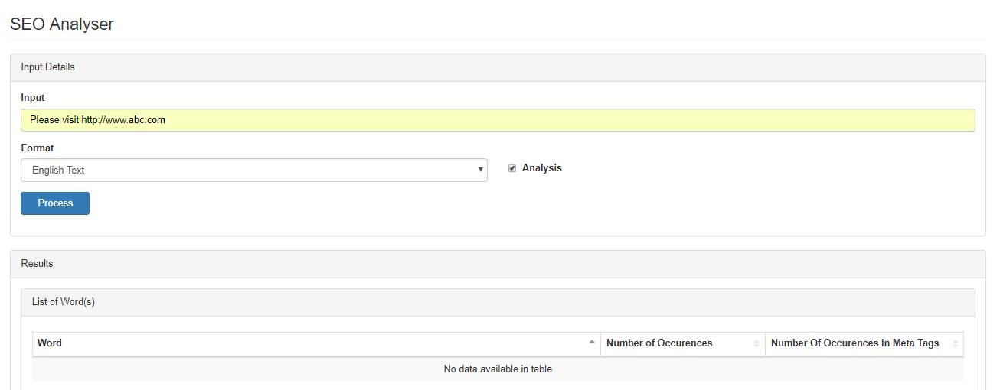 SEO Analyser
Input Details
Input
Please visit http://www.abc.com
Format
English Text
Analysis
Process
Results
List of Word(s)
Word Number of Occurences Number Of Occurences In Meta Tags
No data available in table